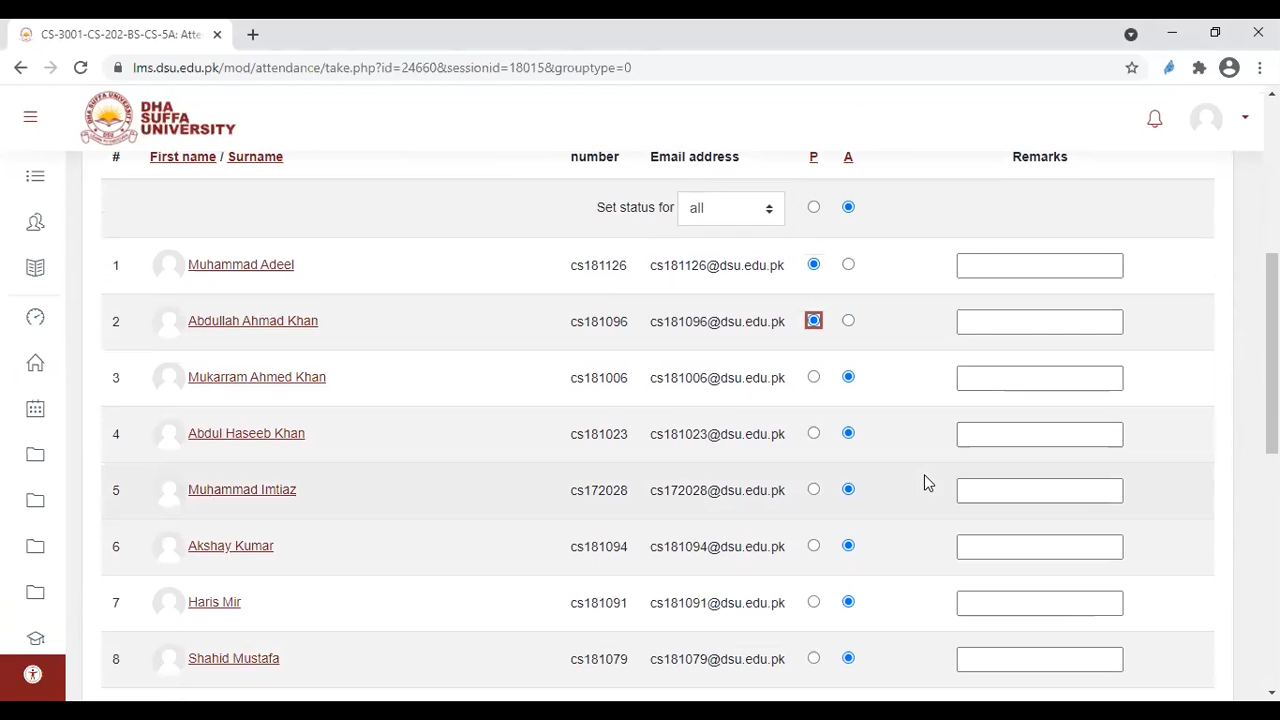 CS-3001-CS-202-BS-CS-5A: Atte
lms.dsu.edu.pk/mod/attendance/take.php?id=24660&sessionid=18015&grouptype=0
DHA
SUFFA
UNIVERSITY
# First name / Surname number Email address P A Remarks
Set status for all
1 Muhammad Adeel cs181126 cs181126@dsu.edu.pk
2 Abdullah Ahmad Khan cs181096 cs181096@dsu.edu.pk
3 Mukarram Ahmed Khan cs181006 cs181006@dsu.edu.pk
4 Abdul Haseeb Khan cs181023 cs181023@dsu.edu.pk
5 Muhammad Imtiaz cs172028 cs172028@dsu.edu.pk
6 Akshay Kumar cs181094 cs181094@dsu.edu.pk
7 Haris Mir cs181091 cs181091@dsu.edu.pk
8 Shahid Mustafa cs181079 cs181079@dsu.edu.pk